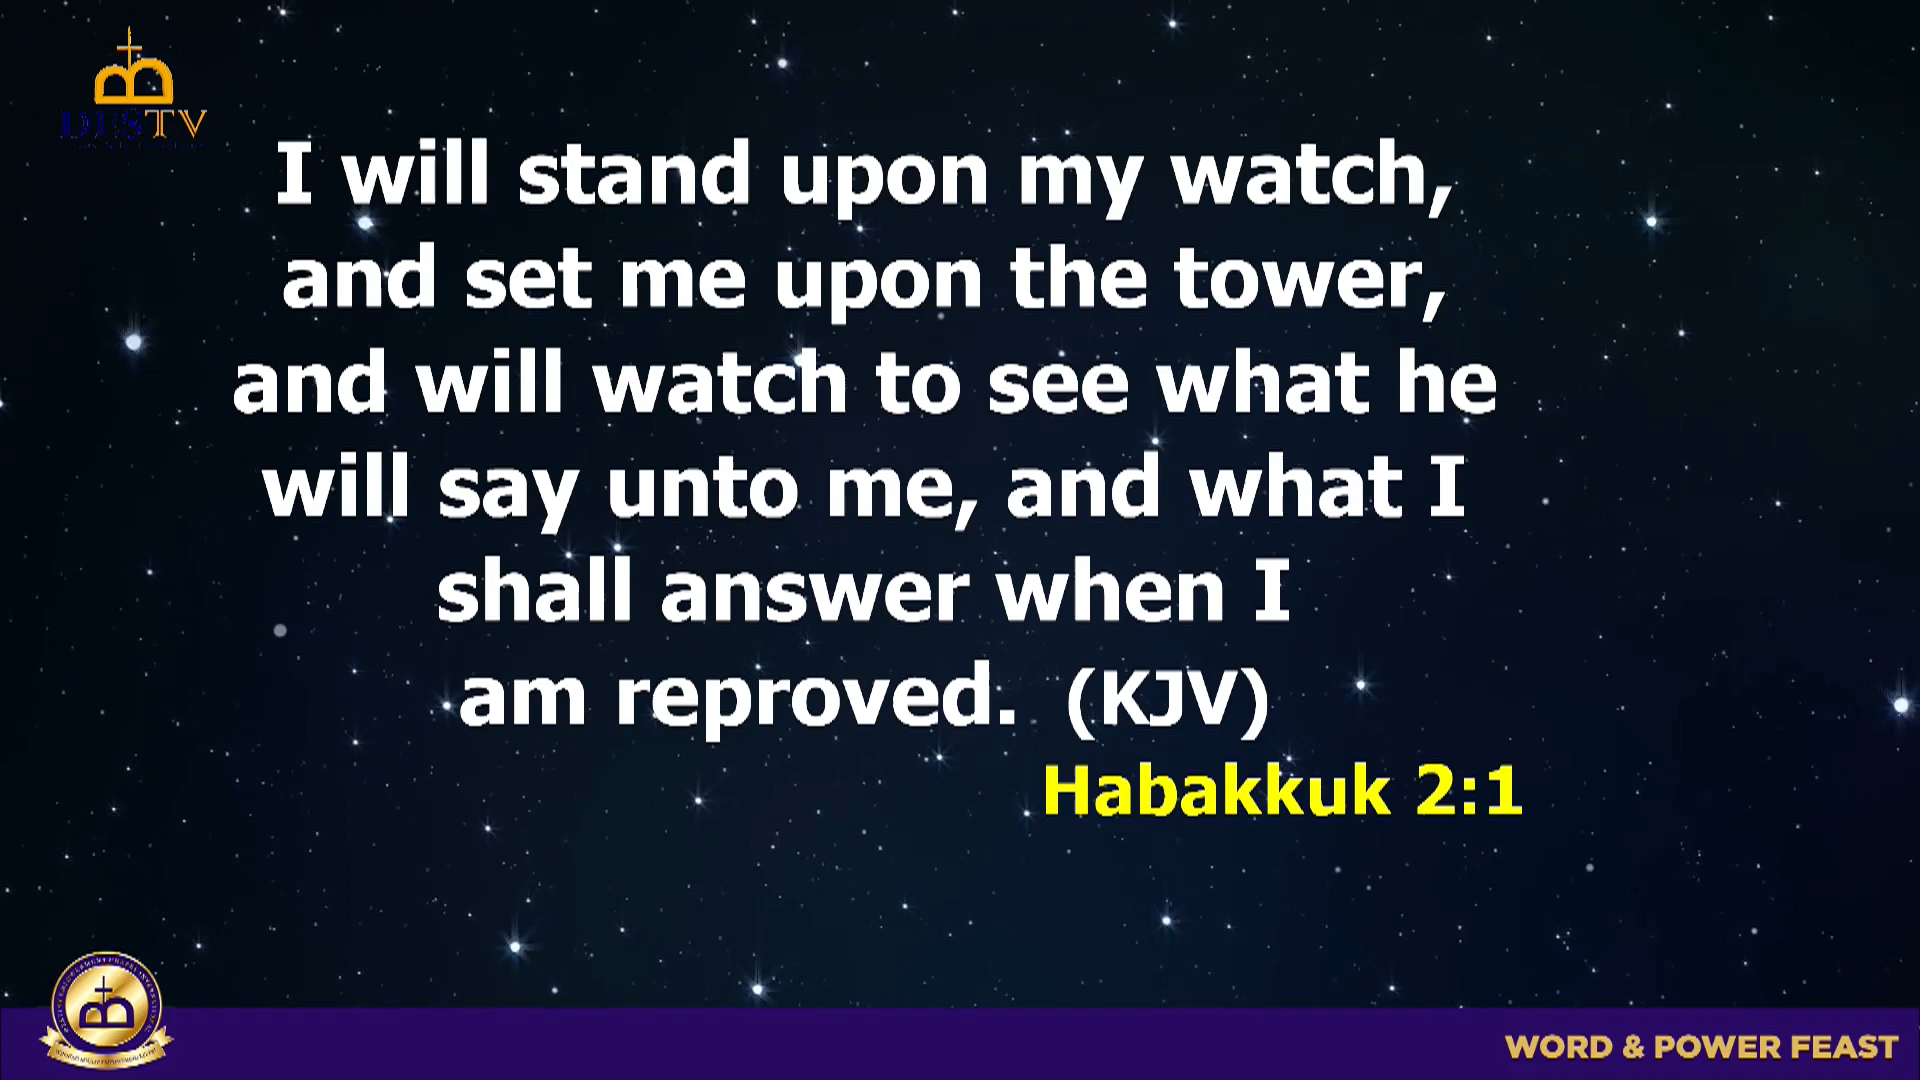 DESTV
I will stand upon my watch,
and set me upon the tower,
and will watch to see what he
will say unto me, and what I
shall answer when I
am reproved. (KJV)
Habakkuk 2:1
WORD & POWER FEAST